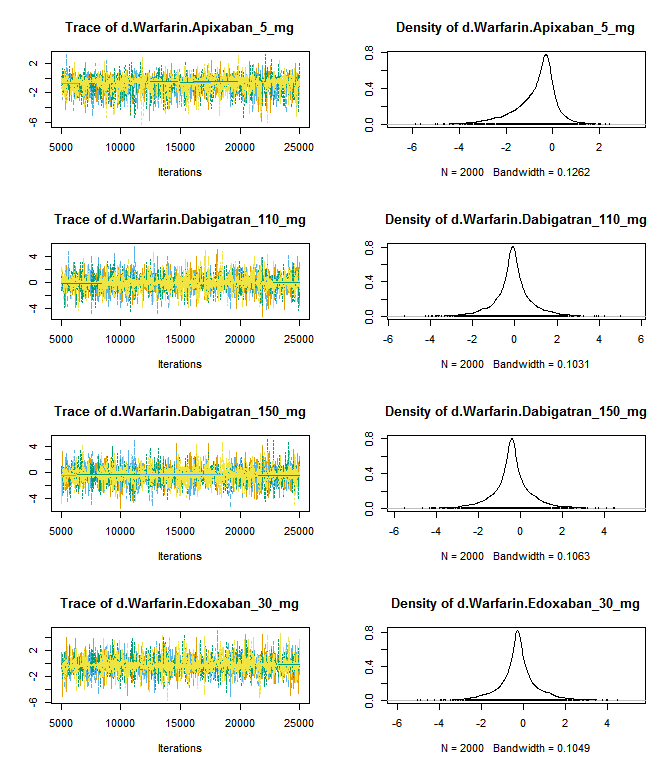 Trace of d.Warfarin.Apixaban_5_mg
2
-2
-6
5000 10000 15000 20000 25000
Iterations
Density of d.Warfarin.Apixaban_5_mg
0.8
0.4
0.0
-6 -4 -2 0 2
N = 2000 Bandwidth = 0.1262
Trace of d.Warfarin.Dabigatran_110_mg
4
0
-4
5000 10000 15000 20000 25000
Iterations
Density of d.Warfarin.Dabigatran_110_mg
0.8
0.4
0.0
-6 -4 -2 0 2 4 6
N = 2000 Bandwidth = 0.1031
Trace of d.Warfarin.Dabigatran_150_mg
4
0
-4
5000 10000 15000 20000 25000
Iterations
Density of d.Warfarin.Dabigatran_150_mg
0.8
0.4
0.0
-6 -4 -2 0 2 4
N = 2000 Bandwidth = 0.1063
Trace of d.Warfarin.Edoxaban_30_mg
2
-2
-6
5000 10000 15000 20000 25000
Iterations
Density of d.Warfarin.Edoxaban_30_mg
0.8
0.4
0.0
-6 -4 -2 0 2 4
N = 2000 Bandwidth = 0.1049